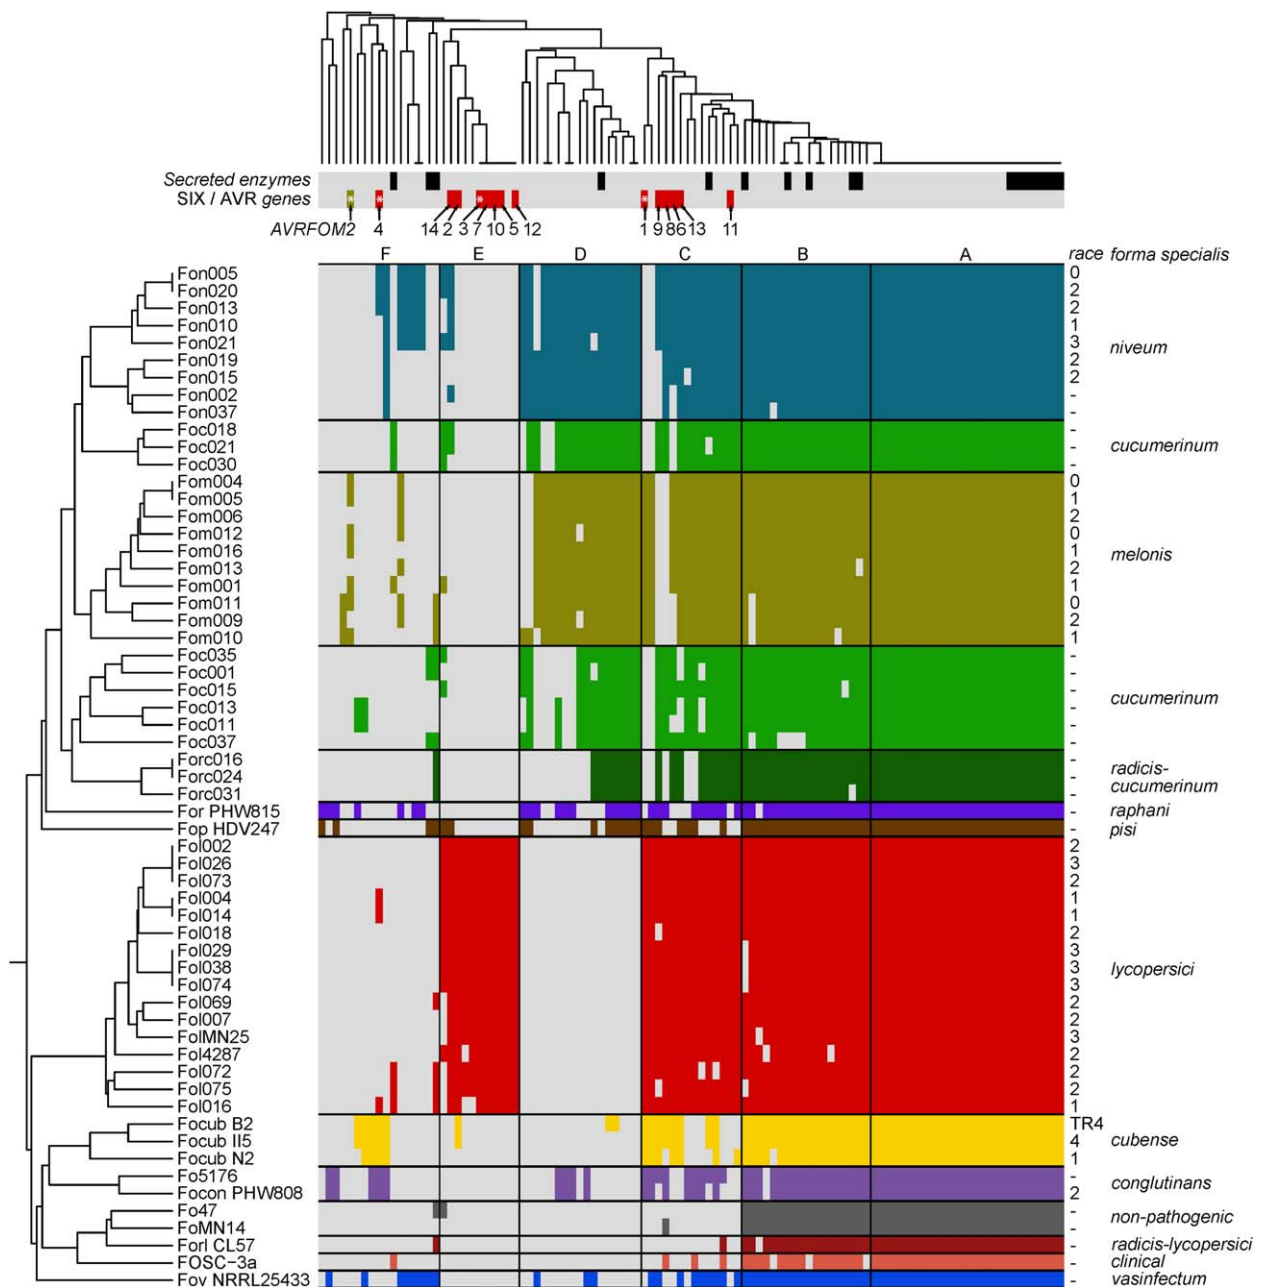 Secreted enzymes
SIX / AVR genes
AVRFOM2 4 14 2 3 7 10 5 12 1 9 8 6 13 11
F E D C B A race forma specialis
Fon005 0
Fon020 2
Fon013 2
Fon010 1
Fon021 3 niveum
Fon019 2
Fon015 2
Fon002 -
Fon037 -
Foc018 -
Foc021 - cucumerinum
Foc030 -
Fom004 0
Fom005 1
Fom006 2
Fom012 0
Fom016 1 melonis
Fom013 2
Fom001 1
Fom011 0
Fom009 2
Fom010 1
Foc035 -
Foc001 -
Foc015 - cucumerinum
Foc013 -
Foc011 -
Foc037 -
Forc016 - radicis-
Forc024 - cucumerinum
Forc031 -
For PHW815 - raphani
Fop HDV247 - pisi
Fol002 2
Fol026 3
Fol073 2
Fol004 1
Fol014 1
Fol018 2
Fol029 3
Fol038 3 lycopersici
Fol074 3
Fol069 2
Fol007 2
FolMN25 3
Fol4287 2
Fol072 2
Fol075 2
Fol016 1
Focub B2 TR4
Focub II5 4 cubense
Focub N2 1
Fo5176 - conglutinans
Focon PHW808 2
Fo47 - non-pathogenic
FoMN14 -
Forl CL57 - radicis-lycopersici
FOSC-3a - clinical
Fov NRRL25433 - vasinfectum